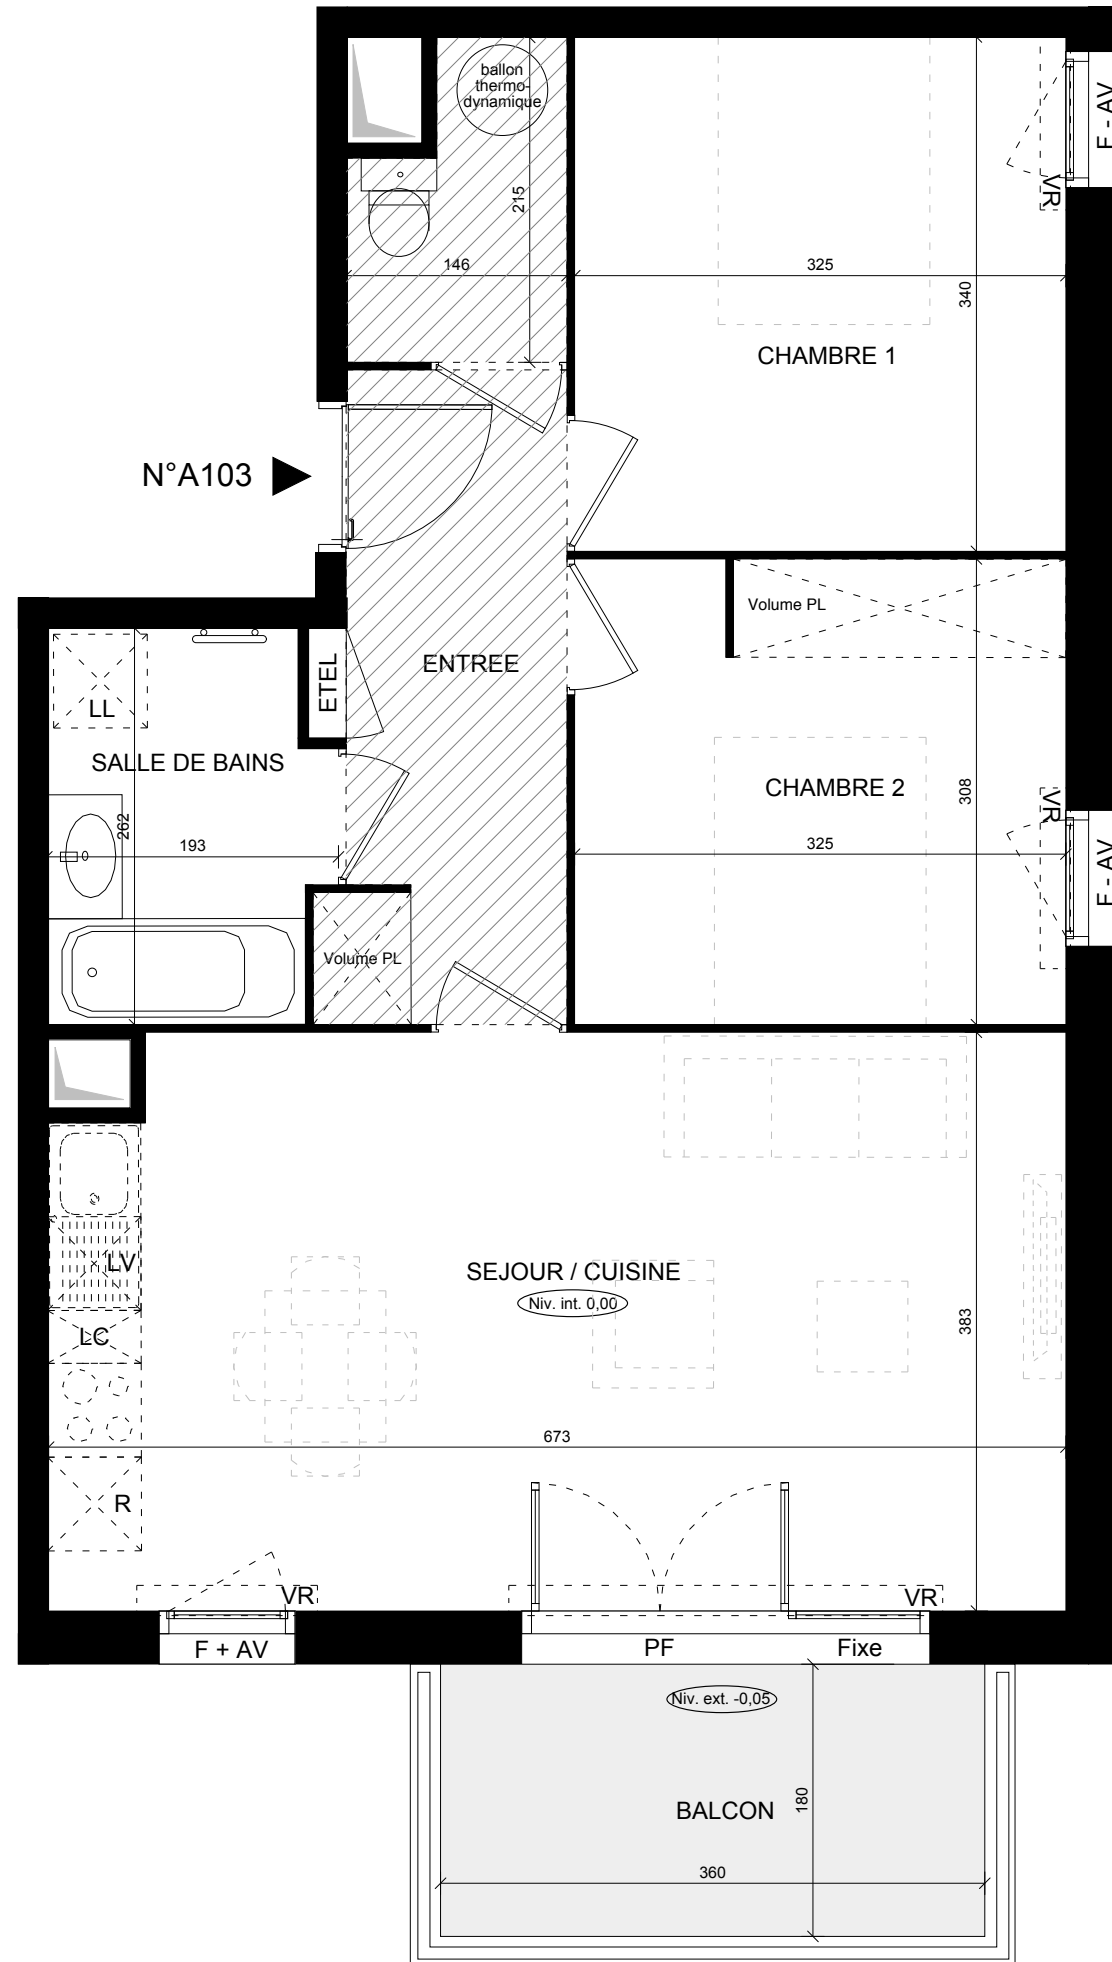 ballon
thermo-
dynamique
F - AV
VR
215
146
325
340
CHAMBRE 1
N°A103
Volume PL
ETEL
ENTREE
LL
SALLE DE BAINS
CHAMBRE 2
308
VR
262
193
325
F - AV
Volume PL
LV
SEJOUR / CUISINE
Niv. int. 0,00
LC
383
673
R
VR
VR
F + AV
PF
Fixe
Niv. ext. -0,05
BALCON
180
360